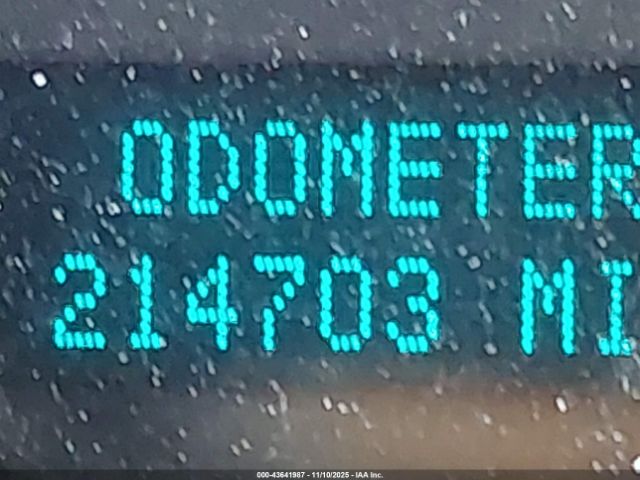 ODOMETER
214703 MI
000-43641987 - 11/10/2025 - IAA Inc.